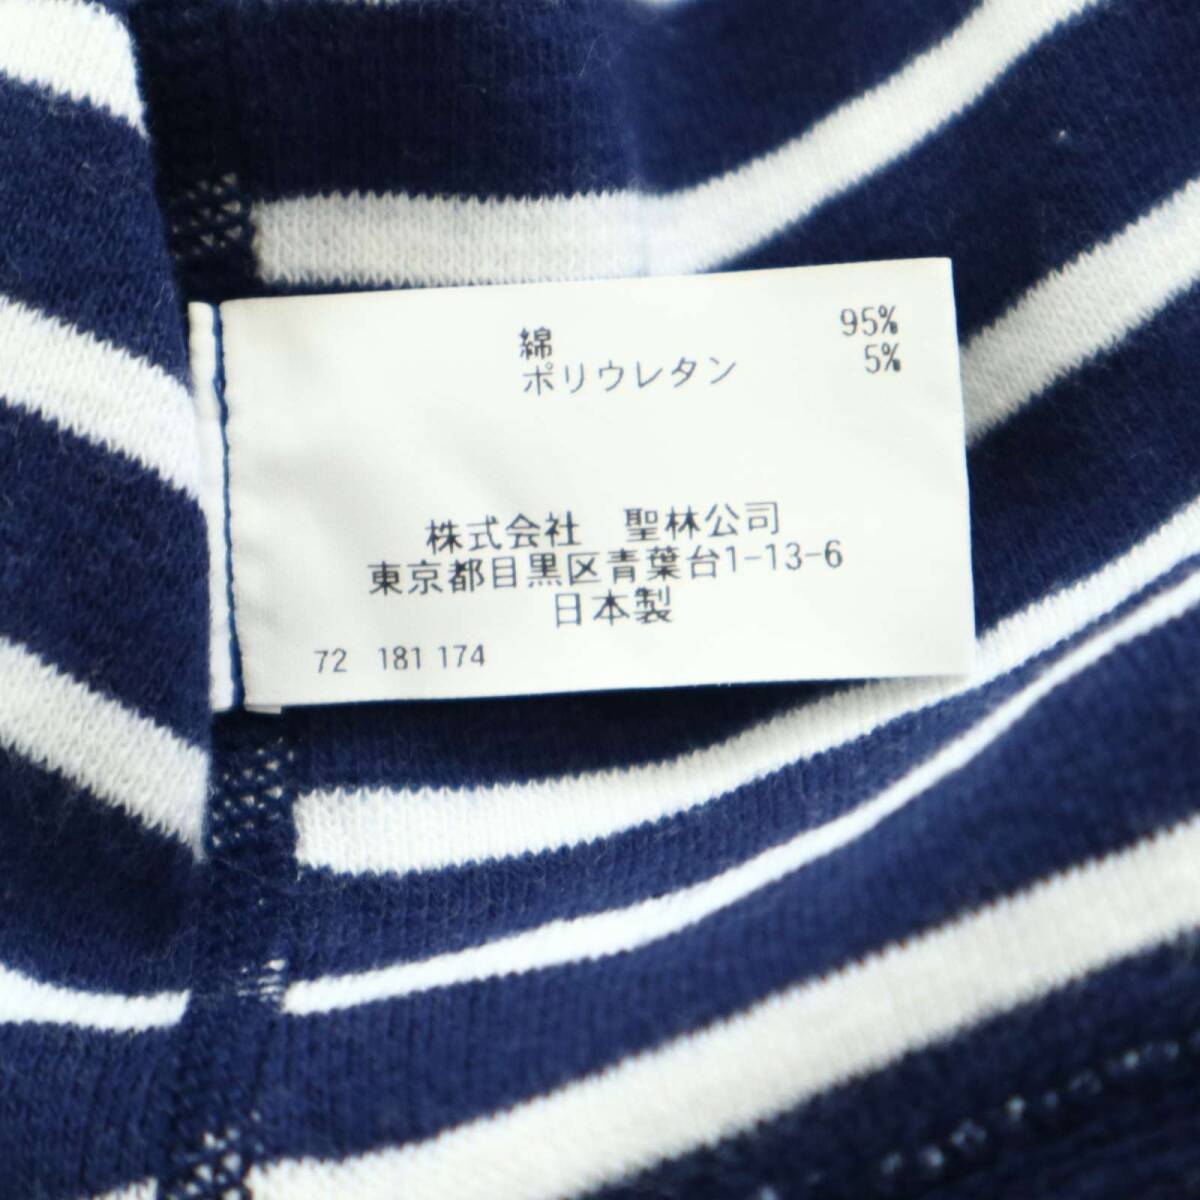 綿 95%
ポリウレタン 5%
株式会社 聖林公司
東京都目黒区青葉台1-13-6
日本製
72 181 174